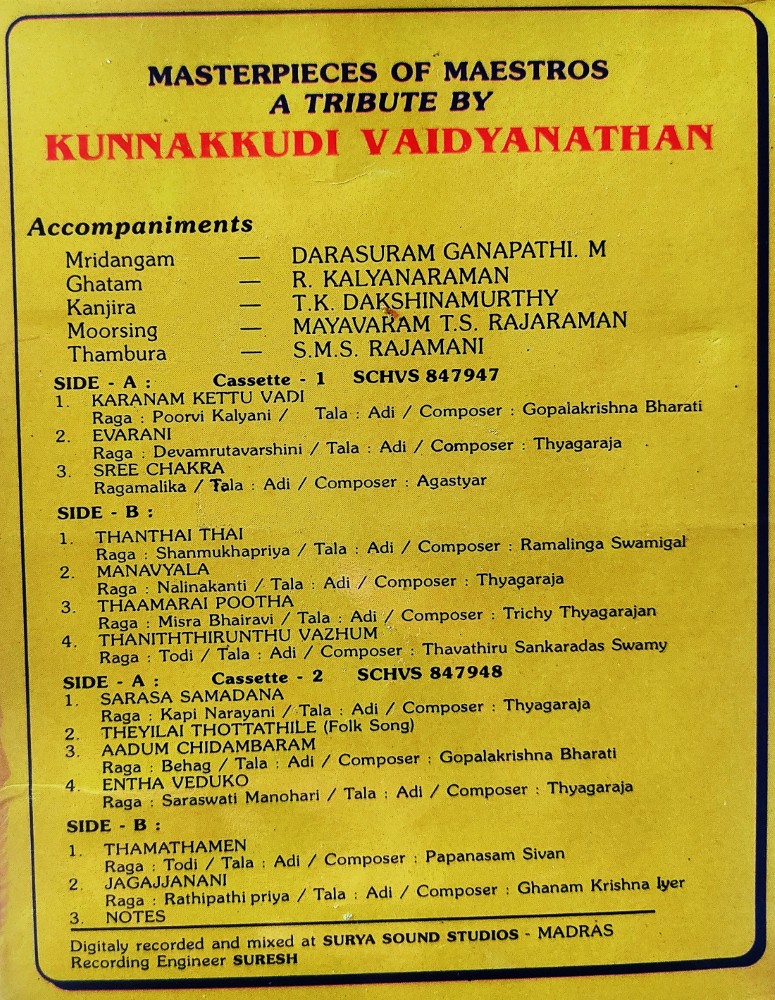 MASTERPIECES OF MAESTROS
A TRIBUTE BY
KUNNAKKUDI VAIDYANATHAN
Accompaniments
Mridangam — DARASURAM GANAPATHI. M
Ghatam — R. KALYANARAMAN
Kanjira — T.K. DAKSHINAMURTHY
Moorsing — MAYAVARAM T.S. RAJARAMAN
Thambura — S.M.S. RAJAMANI
SIDE - A : Cassette - 1 SCHVS 847947
1. KARANAM KETTU VADI
Raga : Poorvi Kalyani / Tala : Adi / Composer : Gopalakrishna Bharati
2. EVARANI
Raga : Devamrutavarshini / Tala : Adi / Composer : Thyagaraja
3. SREE CHAKRA
Ragamalika / Tala : Adi / Composer : Agastyar
SIDE - B :
1. THANTHAI THAI
Raga : Shanmukhapriya / Tala : Adi / Composer : Ramalinga Swamigal
2. MANAVYALA
Raga : Nalinakanti / Tala : Adi / Composer : Thyagaraja
3. THAAMARAI POOTHA
Raga : Misra Bhairavi / Tala : Adi / Composer : Trichy Thyagarajan
4. THANITHTHIRUNTHU VAZHUM
Raga : Todi / Tala : Adi / Composer : Thavathiru Sankaradas Swamy
SIDE - A : Cassette - 2 SCHVS 847948
1. SARASA SAMADANA
Raga : Kapi Narayani / Tala : Adi / Composer : Thyagaraja
2. THEYILAI THOTTATHILE (Folk Song)
3. AADUM CHIDAMBARAM
Raga : Behag / Tala : Adi / Composer : Gopalakrishna Bharati
4. ENTHA VEDUKO
Raga : Saraswati Manohari / Tala : Adi / Composer : Thyagaraja
SIDE - B :
1. THAMATHAMEN
Raga : Todi / Tala : Adi / Composer : Papanasam Sivan
2. JAGAJJANANI
Raga : Rathipathi priya / Tala : Adi / Composer : Ghanam Krishna Iyer
3. NOTES
Digitaly recorded and mixed at SURYA SOUND STUDIOS - MADRAS
Recording Engineer SURESH